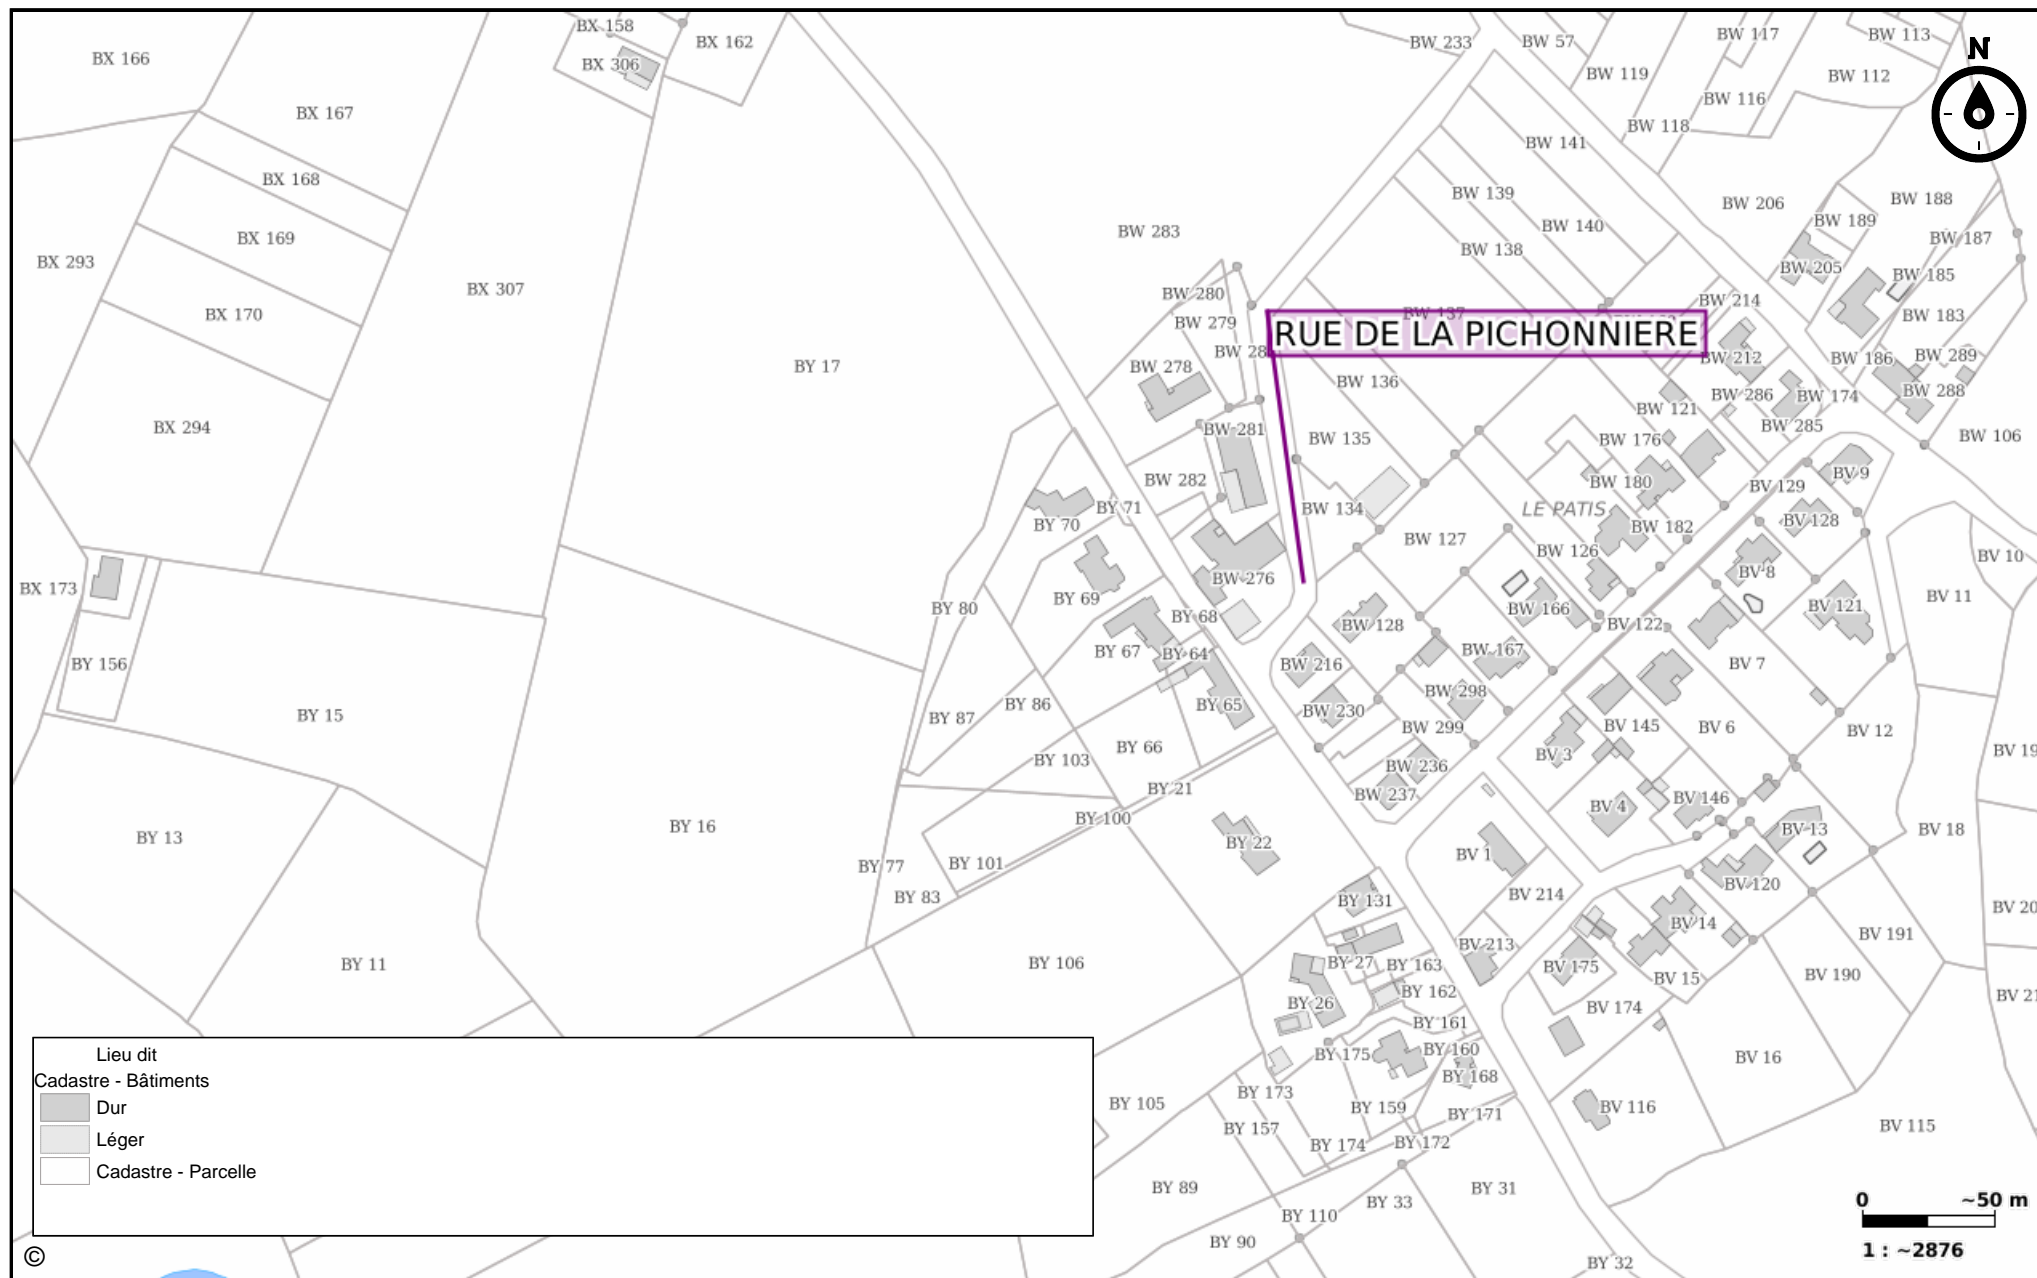 BX 158
BW 233
BW 57
BW 117
BW 113
N
BX 162
BX 166
BX 306
BW 119
BW 112
BW 116
BX 167
BW 118
BW 141
BX 168
BW 139
BW 188
BW 206
BW 189
BW 140
BW 283
BX 169
BW 187
BW 138
BX 293
BW 205
BW 185
BX 307
BW 280
BW 214
BX 170
BW 137
BW 183
BW 279
RUE DE LA PICHONNIERE
BW 28
BW 212
BW 186
BW 289
BY 17
BW 278
BW 136
BW 288
BW 286
BW 174
BW 121
BX 294
BW 281
BW 285
BW 135
BW 176
BW 106
BV 9
BW 282
BW 180
BV 129
BY 71
BW 134
LE PATIS
BV 128
BY 70
BW 182
BW 127
BW 126
BV 10
BV 8
BW 276
BX 173
BY 69
BV 11
BY 80
BW 166
BV 121
BY 68
BW 128
BV 122
BY 67
BY 64
BW 167
BY 156
BW 216
BV 7
BW 298
BY 86
BY 65
BW 230
BY 15
BY 87
BW 299
BV 145
BV 6
BV 12
BY 66
BV 19
BV 3
BY 103
BW 236
BY 21
BW 237
BV 146
BV 4
BY 100
BY 16
BV 13
BV 18
BY 13
BY 22
BV 1
BY 101
BY 77
BV 120
BV 214
BY 83
BY 131
BV 20
BV 14
BV 191
BV 213
BY 11
BY 106
BY 27
BY 163
BV 175
BV 190
BV 15
BY 162
BV 21
BY 26
BV 174
BY 161
BY 160
BY 175
BV 16
BY 168
BY 173
BY 105
BY 159
BV 116
BY 171
BY 157
BV 115
BY 174
BY 172
BY 89
BY 31
BY 33
BY 110
BY 90
BY 32
Lieu dit
Cadastre - Bâtiments
Dur
Léger
Cadastre - Parcelle
©
0 ~50 m
1 : ~2876